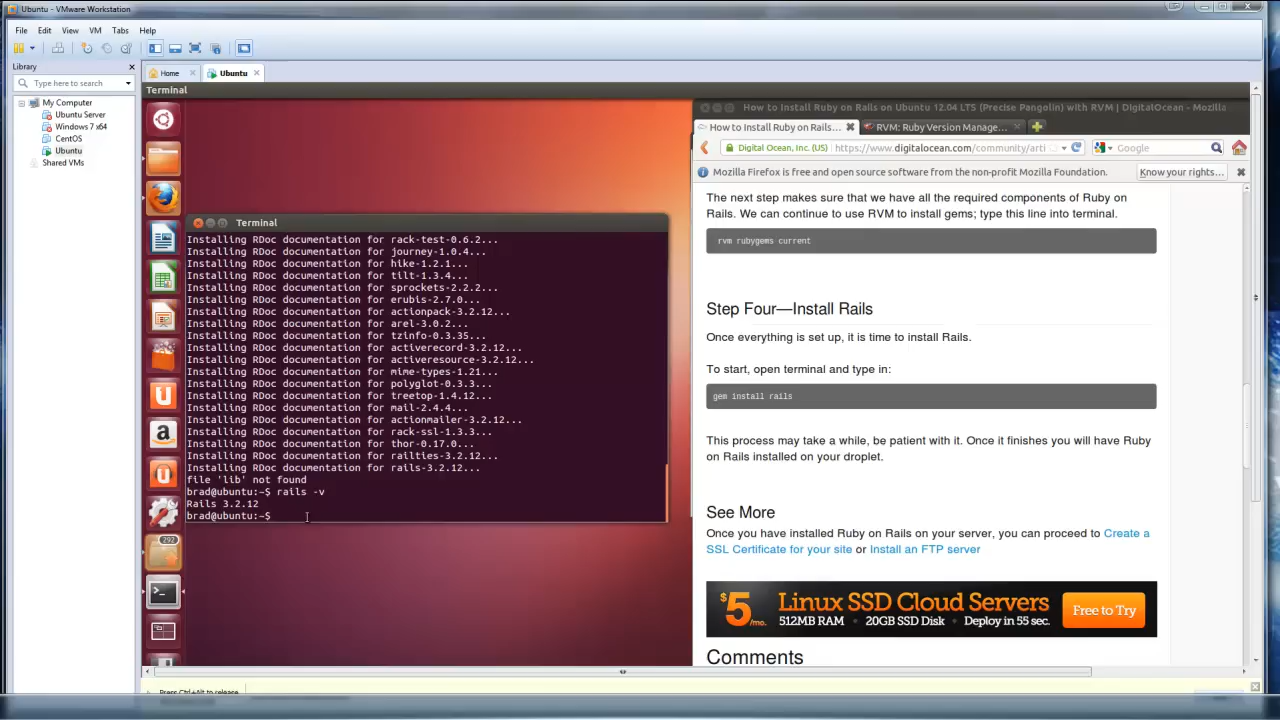 Ubuntu - VMware Workstation
File Edit View VM Tabs Help
Library
Type here to search
My Computer
Ubuntu Server
Windows 7 x64
CentOS
Ubuntu
Shared VMs
Home
Ubuntu
Terminal
Terminal
Installing RDoc documentation for rack-test-0.6.2...
Installing RDoc documentation for journey-1.0.4...
Installing RDoc documentation for hike-1.2.1...
Installing RDoc documentation for tilt-1.3.4...
Installing RDoc documentation for sprockets-2.2.2...
Installing RDoc documentation for erubis-2.7.0...
Installing RDoc documentation for actionpack-3.2.12...
Installing RDoc documentation for arel-3.0.2...
Installing RDoc documentation for tzinfo-0.3.35...
Installing RDoc documentation for activerecord-3.2.12...
Installing RDoc documentation for activeresource-3.2.12...
Installing RDoc documentation for mime-types-1.21...
Installing RDoc documentation for polyglot-0.3.3...
Installing RDoc documentation for treetop-1.4.12...
Installing RDoc documentation for mail-2.4.4...
Installing RDoc documentation for actionmailer-3.2.12...
Installing RDoc documentation for rack-ssl-1.3.3...
Installing RDoc documentation for thor-0.17.0...
Installing RDoc documentation for railties-3.2.12...
Installing RDoc documentation for rails-3.2.12...
file 'lib' not found
brad@ubuntu:~$ rails -v
Rails 3.2.12
brad@ubuntu:~$
292
How to Install Ruby on Rails on Ubuntu 12.04 LTS (Precise Pangolin) with RVM | DigitalOcean - Mozilla
How to Install Ruby on Rails...
RVM: Ruby Version Manage...
Digital Ocean, Inc. (US)
https://www.digitalocean.com/community/arti
Google
Mozilla Firefox is free and open source software from the non-profit Mozilla Foundation.
Know your rights...
The next step makes sure that we have all the required components of Ruby on
Rails. We can continue to use RVM to install gems; type this line into terminal.
rvm rubygems current
Step Four—Install Rails
Once everything is set up, it is time to install Rails.
To start, open terminal and type in:
gem install rails
This process may take a while, be patient with it. Once it finishes you will have Ruby
on Rails installed on your droplet.
See More
Once you have installed Ruby on Rails on your server, you can proceed to Create a
SSL Certificate for your site or Install an FTP server
$5/mo.
Linux SSD Cloud Servers
512MB RAM • 20GB SSD Disk • Deploy in 55 sec.
Free to Try
Comments
Press Ctrl+Alt to release